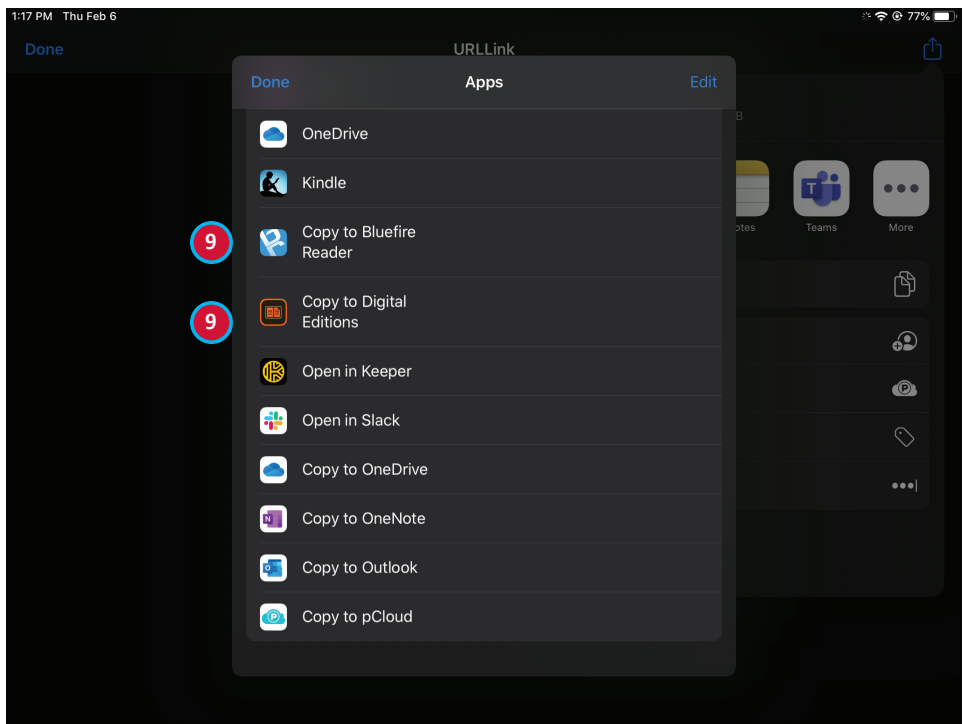 1:17 PM Thu Feb 6
77%
Done
URLLink
Done
Apps
Edit
B
OneDrive
Kindle
otes
Teams
More
9
Copy to Bluefire
Reader
9
Copy to Digital
Editions
Open in Keeper
Open in Slack
Copy to OneDrive
N
Copy to OneNote
Copy to Outlook
P
Copy to pCloud
T
P